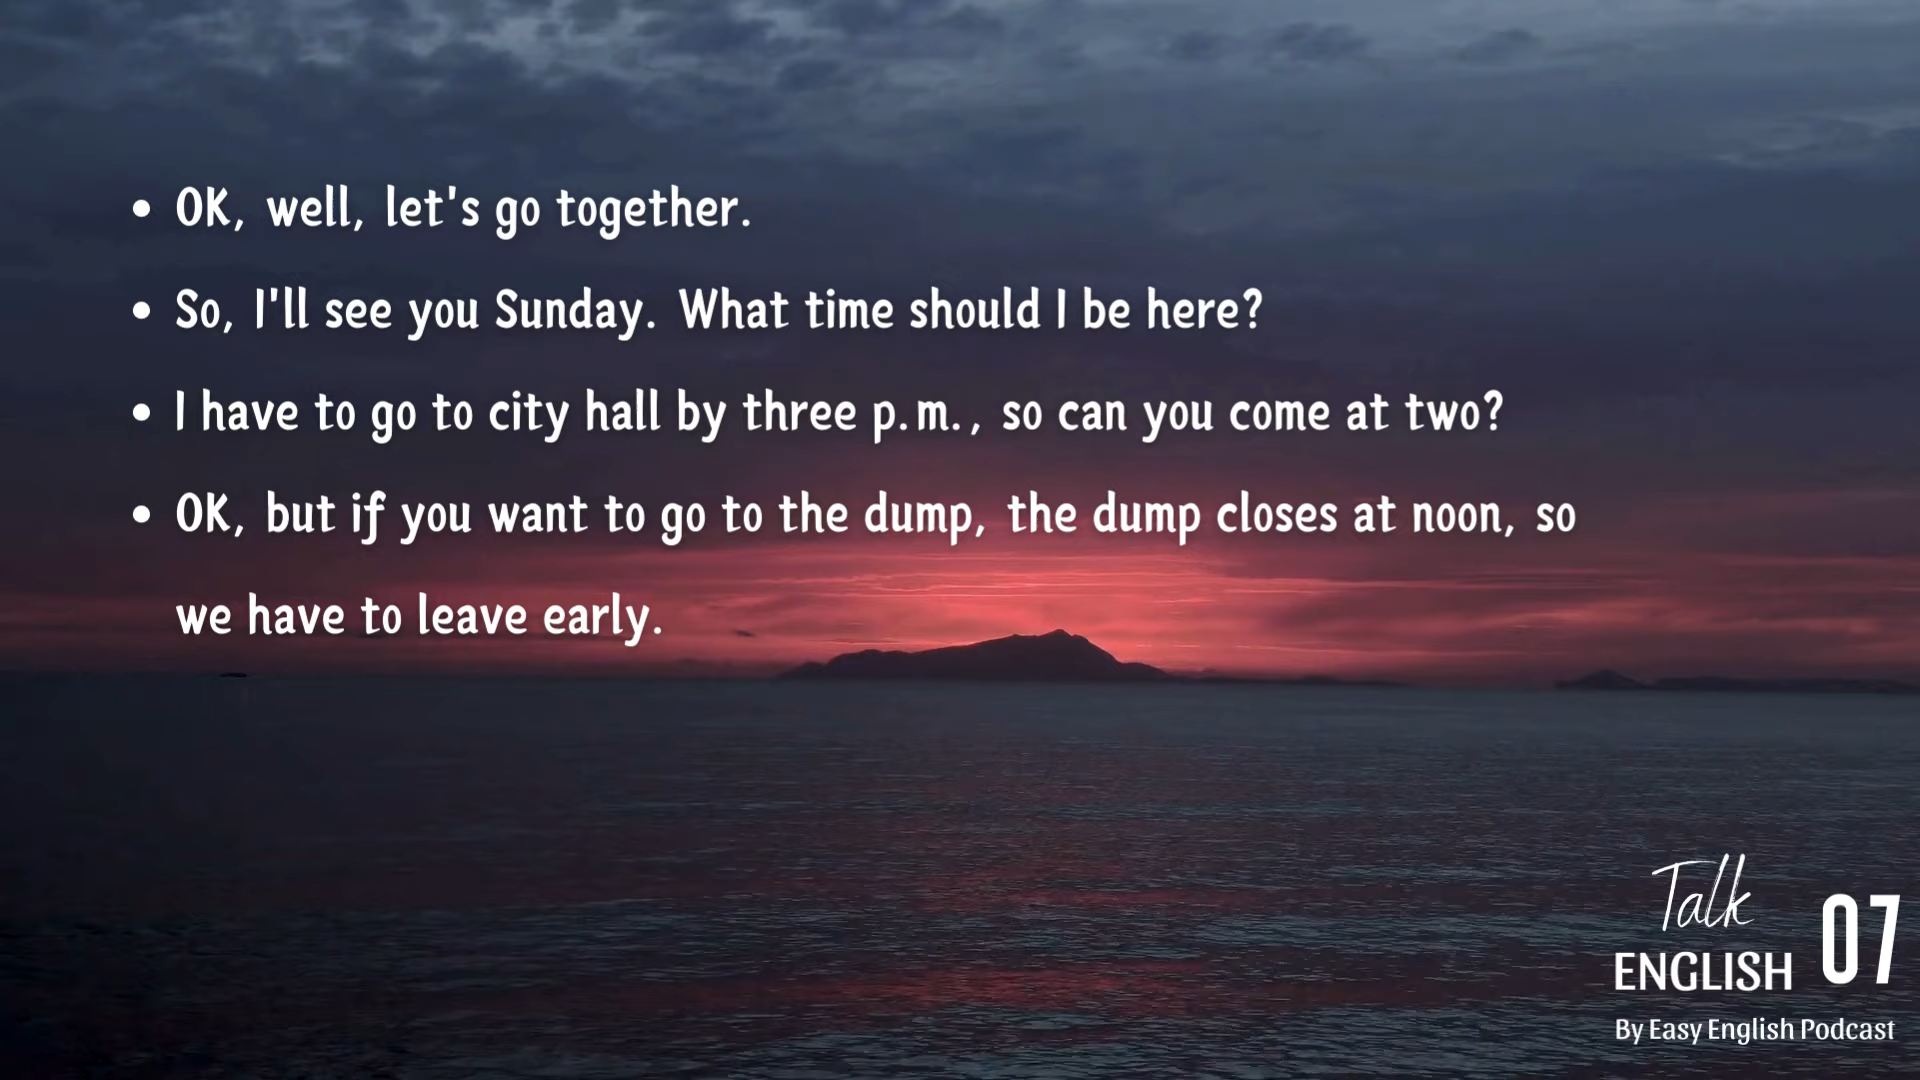 • OK, well, let's go together.
• So, I'll see you Sunday. What time should I be here?
• I have to go to city hall by three p.m., so can you come at two?
• OK, but if you want to go to the dump, the dump closes at noon, so
we have to leave early.
Talk
ENGLISH 07
By Easy English Podcast